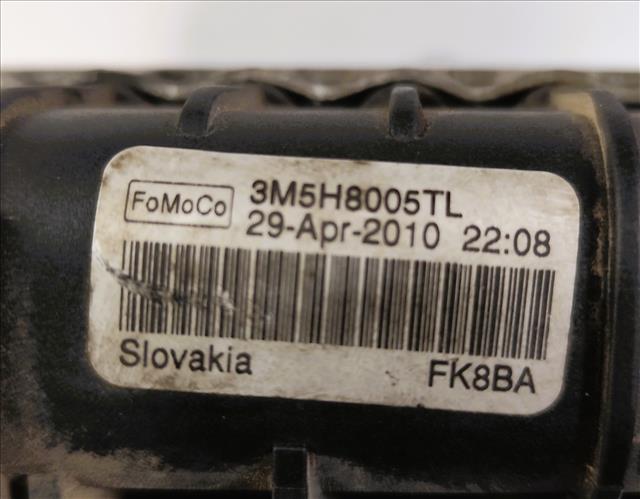 FoMoCo 3M5H8005TL
29-Apr-2010 22:08
Slovakia FK8BA